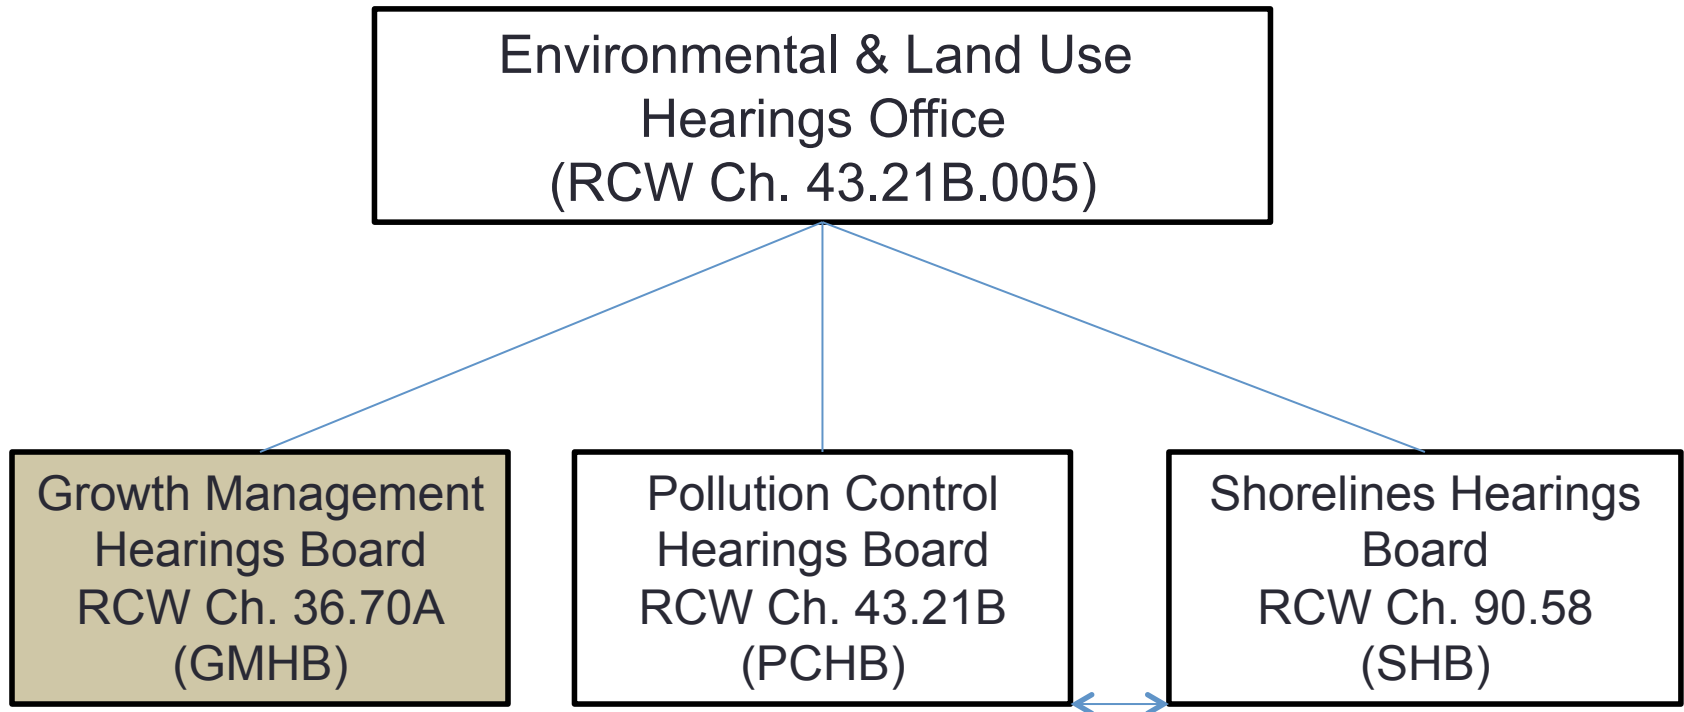 Environmental & Land Use
Hearings Office
(RCW Ch. 43.21B.005)
Growth Management
Hearings Board
RCW Ch. 36.70A
(GMHB)
Pollution Control
Hearings Board
RCW Ch. 43.21B
(PCHB)
Shorelines Hearings
Board
RCW Ch. 90.58
(SHB)